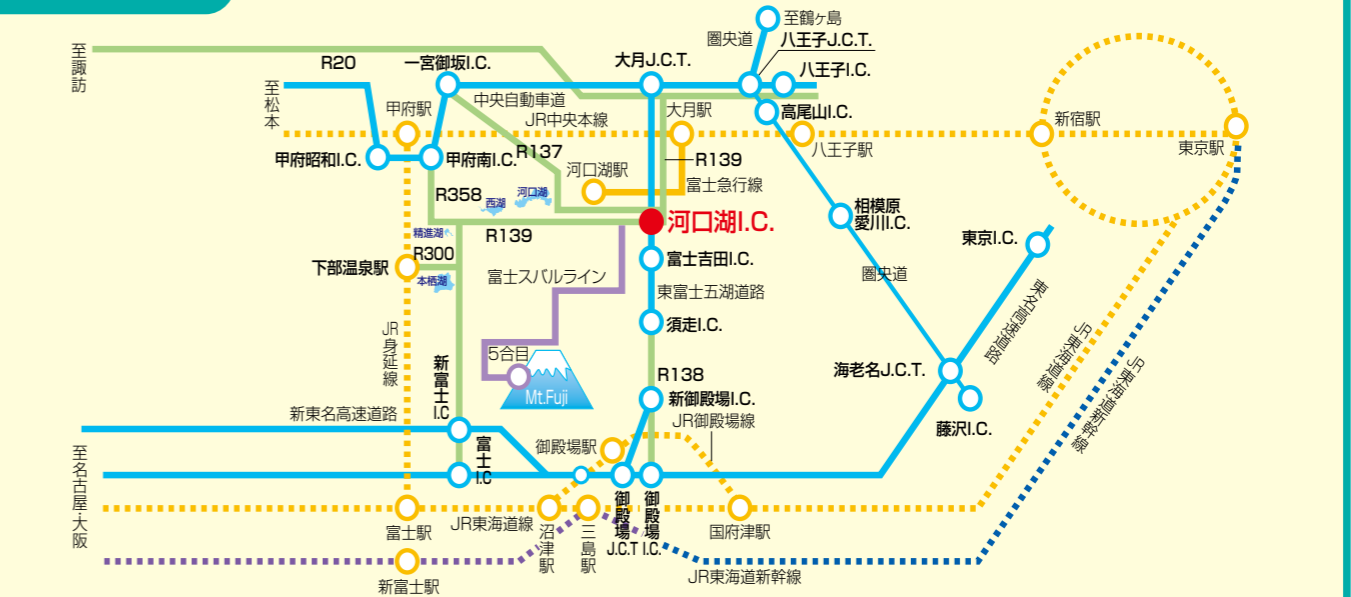 至鶴ヶ島
圏央道
八王子J.C.T.
至諏訪
R20
一宮御坂I.C.
大月J.C.T.
八王子I.C.
至松本
中央自動車道
甲府駅
JR中央本線
大月駅
高尾山I.C.
新宿駅
東京駅
甲府昭和I.C.
甲府南I.C.
R137
河口湖駅
R139
八王子駅
富士急行線
R358
西湖
河口湖
河口湖I.C.
相模原
愛川I.C.
精進湖
R139
東京I.C.
R300
下部温泉駅
本栖湖
富士スバルライン
富士吉田I.C.
圏央道
東富士五湖道路
東名高速道路
JR身延線
須走I.C.
JR東海道線
JR東海道新幹線
新富士I.C
5合目
Mt.Fuji
R138
海老名J.C.T.
新御殿場I.C.
新東名高速道路
JR御殿場線
藤沢I.C.
御殿場駅
至名古屋・大阪
富士I.C
御殿場J.C.T
御殿場I.C.
富士駅
JR東海道線
沼津駅
三島駅
国府津駅
新富士駅
JR東海道新幹線